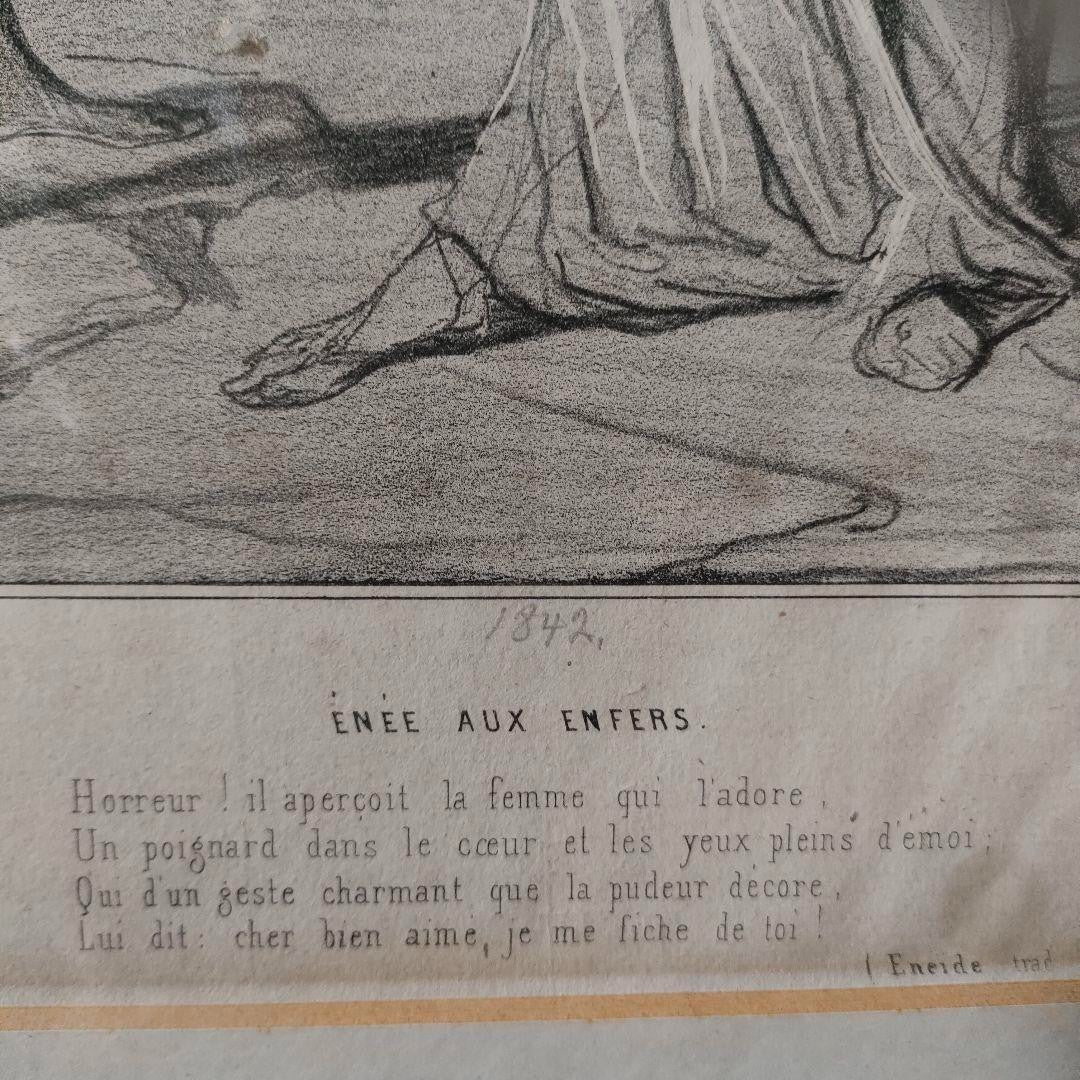 1842.
ÉNÉE AUX ENFERS.
Horreur ! il aperçoit la femme qui l'adore,
Un poignard dans le cœur et les yeux pleins d'émoi;
Qui d'un geste charmant que la pudeur décore,
Lui dit: cher bien aimé, je me fiche de toi !
( Eneide trad